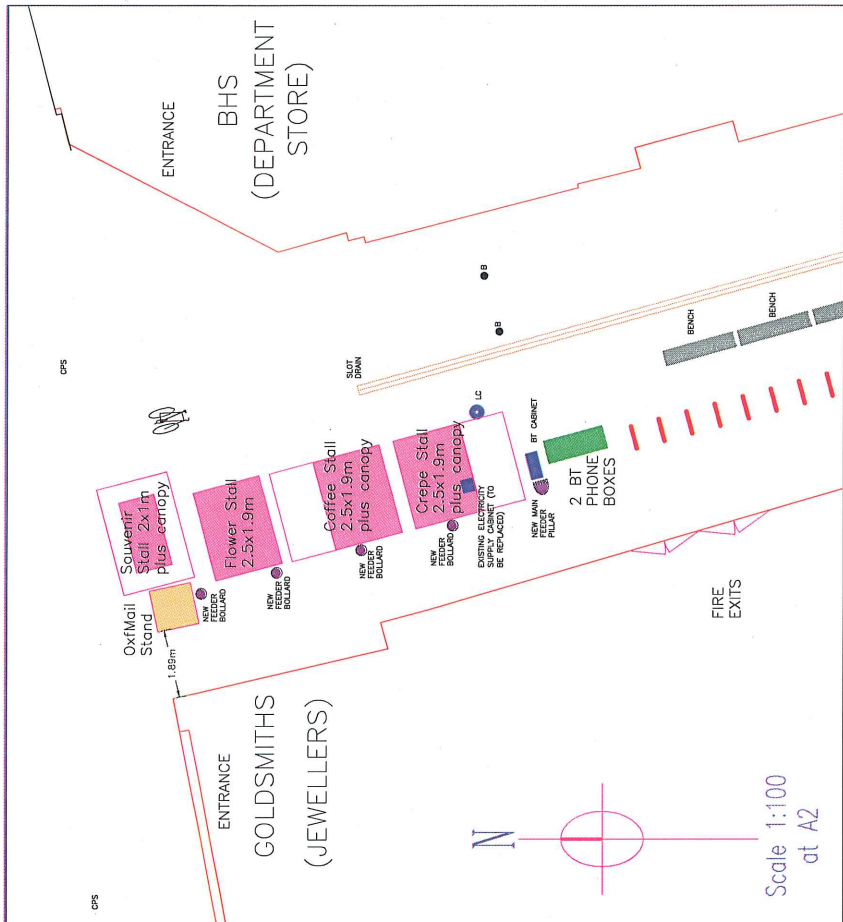 BHS
(DEPARTMENT
STORE)
ENTRANCE
CPS
SLOT
DRAIN
B
B
BENCH
BENCH
LC
Souvenir
Stall 2x1m
plus canopy
OxfMail
Stand
1.89m
NEW
FEEDER
BOLLARD
Flower Stall
2.5x1.9m
NEW
FEEDER
BOLLARD
Coffee Stall
2.5x1.9m
plus canopy
NEW
FEEDER
BOLLARD
Crepe Stall
2.5x1.9m
plus canopy
NEW
FEEDER
BOLLARD
EXISTING ELECTRICITY
SUPPLY CABINET (TO
BE REPLACED)
BT CABINET
NEW MAIN
FEEDER
PILLAR
2 BT
PHONE
BOXES
FIRE
EXITS
ENTRANCE
GOLDSMITHS
(JEWELLERS)
CPS
N
Scale 1:100
at A2